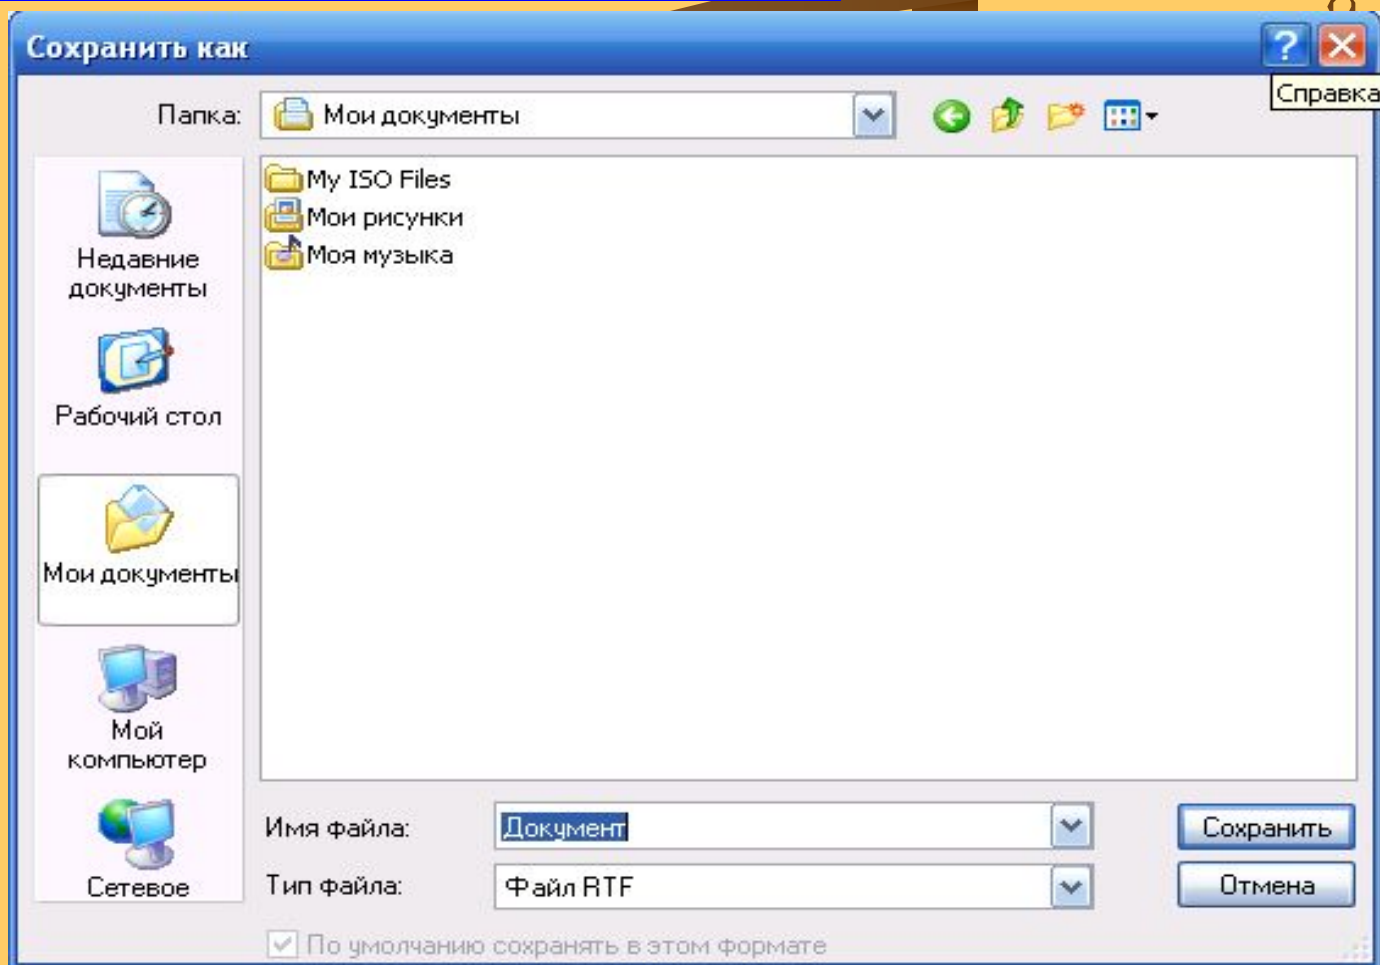 Сохранить как
Справка
Папка:
Мои документы
My ISO Files
Мои рисунки
Моя музыка
Недавние
документы
Рабочий стол
Мои документы
Мой
компьютер
Сетевое
Имя файла:
Документ
Сохранить
Тип файла:
Файл RTF
Отмена
По умолчанию сохранять в этом формате